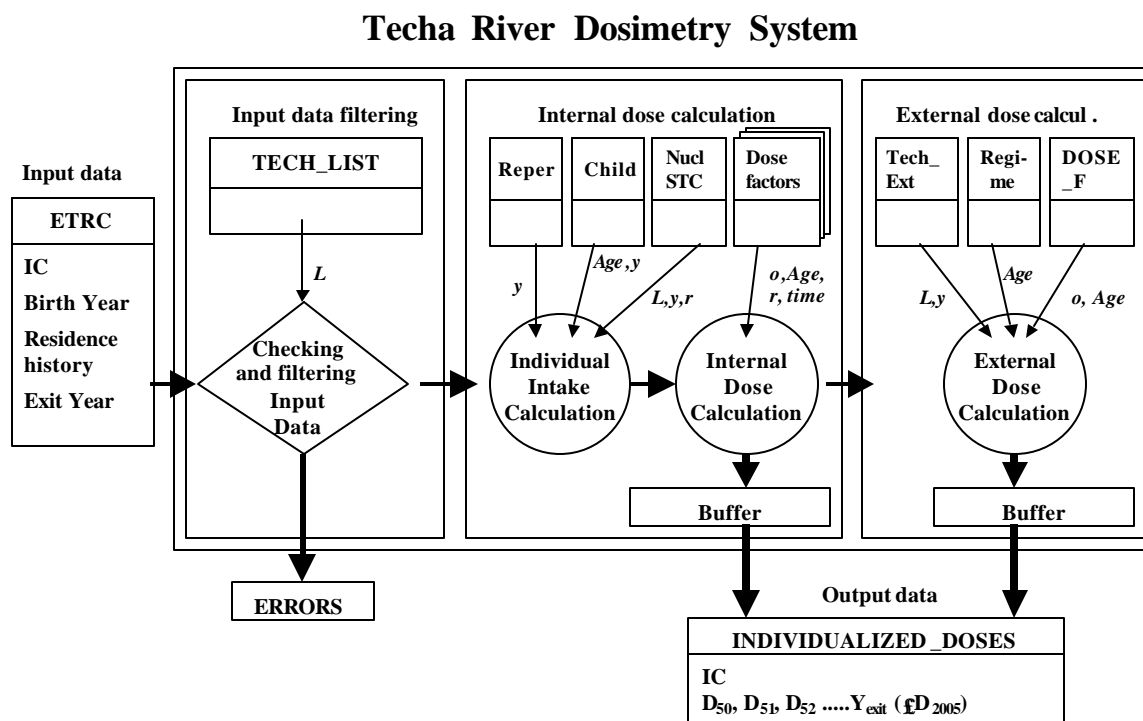 Techa River Dosimetry System
Input data filtering
Internal dose calculation
External dose calcul .
Input data
TECH_LIST
Reper
Child
Nucl
STC
Dose
factors
Tech_
Ext
Regi-
me
DOSE
_F
ETRC
IC
Birth Year
Residence
history
Exit Year
L
y
Age,y
L,y,r
o,Age,
r, time
L,y
Age
o, Age
Checking
and filtering
Input
Data
Individual
Intake
Calculation
Internal
Dose
Calculation
External
Dose
Calculation
Buffer
Buffer
ERRORS
Output data
INDIVIDUALIZED_DOSES
IC
D50, D51, D52 .....Yexit (£D2005)